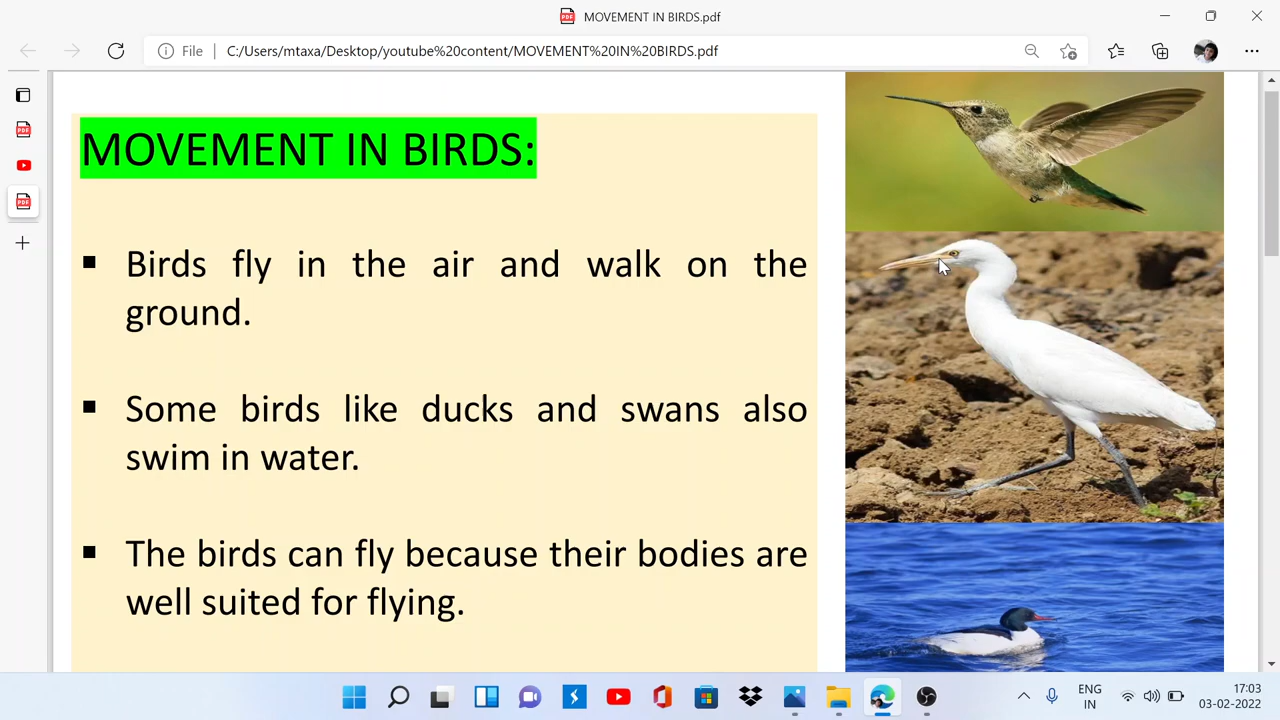 MOVEMENT IN BIRDS.pdf
File
C:/Users/mtaxa/Desktop/youtube%20content/MOVEMENT%20IN%20BIRDS.pdf
MOVEMENT IN BIRDS:
▪ Birds fly in the air and walk on the
ground.
▪ Some birds like ducks and swans also
swim in water.
▪ The birds can fly because their bodies are
well suited for flying.
ENG
IN
17:03
03-02-2022